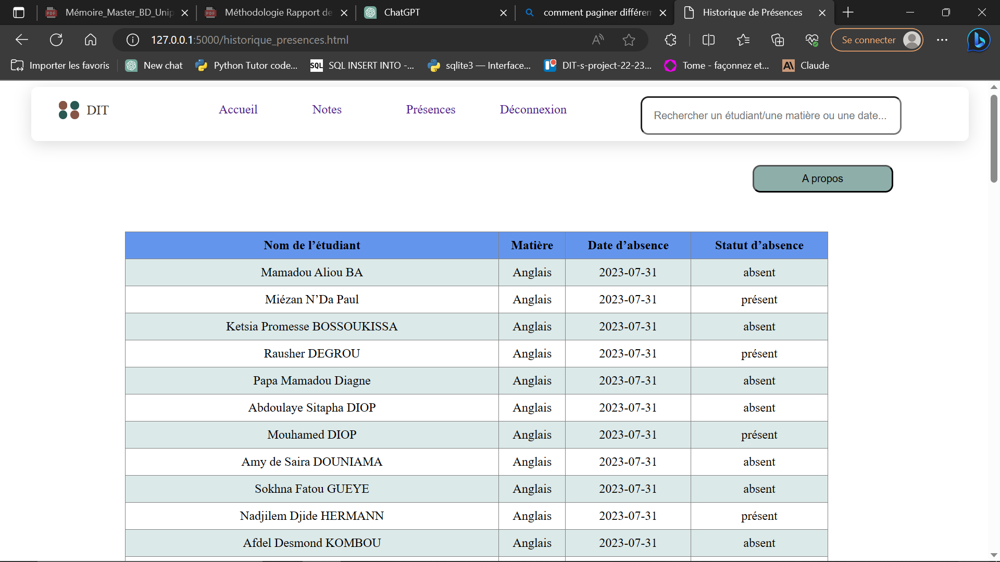 Mémoire_Master_BD_Unip
Méthodologie Rapport de
ChatGPT
comment paginer différem
Historique de Présences
127.0.0.1:5000/historique_presences.html
Se connecter
Importer les favoris
New chat
Python Tutor code...
SQL INSERT INTO -...
sqlite3 — Interface...
DIT-s-project-22-23...
Tome - façonnez et...
Claude
DIT
Accueil
Notes
Présences
Déconnexion
Rechercher un étudiant/une matière ou une date...
A propos
Nom de l’étudiant Matière Date d’absence Statut d’absence
Mamadou Aliou BA Anglais 2023-07-31 absent
Miézan N’Da Paul Anglais 2023-07-31 présent
Ketsia Promesse BOSSOUKISSA Anglais 2023-07-31 absent
Rausher DEGROU Anglais 2023-07-31 présent
Papa Mamadou Diagne Anglais 2023-07-31 absent
Abdoulaye Sitapha DIOP Anglais 2023-07-31 absent
Mouhamed DIOP Anglais 2023-07-31 présent
Amy de Saira DOUNIAMA Anglais 2023-07-31 absent
Sokhna Fatou GUEYE Anglais 2023-07-31 absent
Nadjilem Djide HERMANN Anglais 2023-07-31 présent
Afdel Desmond KOMBOU Anglais 2023-07-31 absent